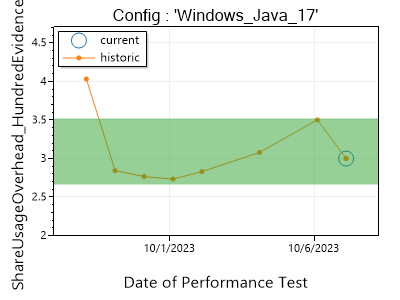 Config : 'Windows_Java_17'
current
historic
4.5
4
3.5
3
2.5
2
10/1/2023
10/6/2023
Date of Performance Test
ShareUsageOverhead_HundredEvidence